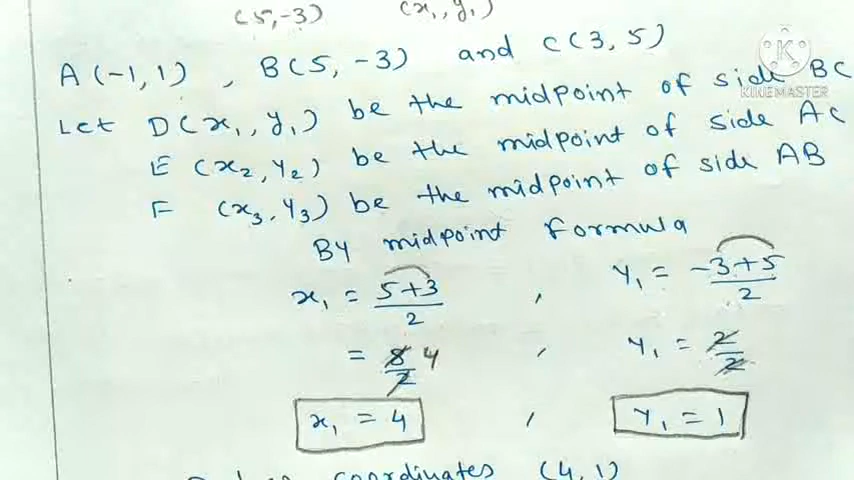 (5,-3) (x₁, y₁)
A(-1,1) , B(5,-3) and C(3,5)
KINEMASTER
Let D(x₁, y₁) be the midpoint of side BC
E (x₂, y₂) be the midpoint of side AC
F (x₃, y₃) be the midpoint of side AB
By midpoint formula
x₁ = 5+3/2 , y₁ = -3+5/2
= 8/2 4 , y₁ = 2/2
x₁ = 4 , y₁ = 1
coordinates (4,1)